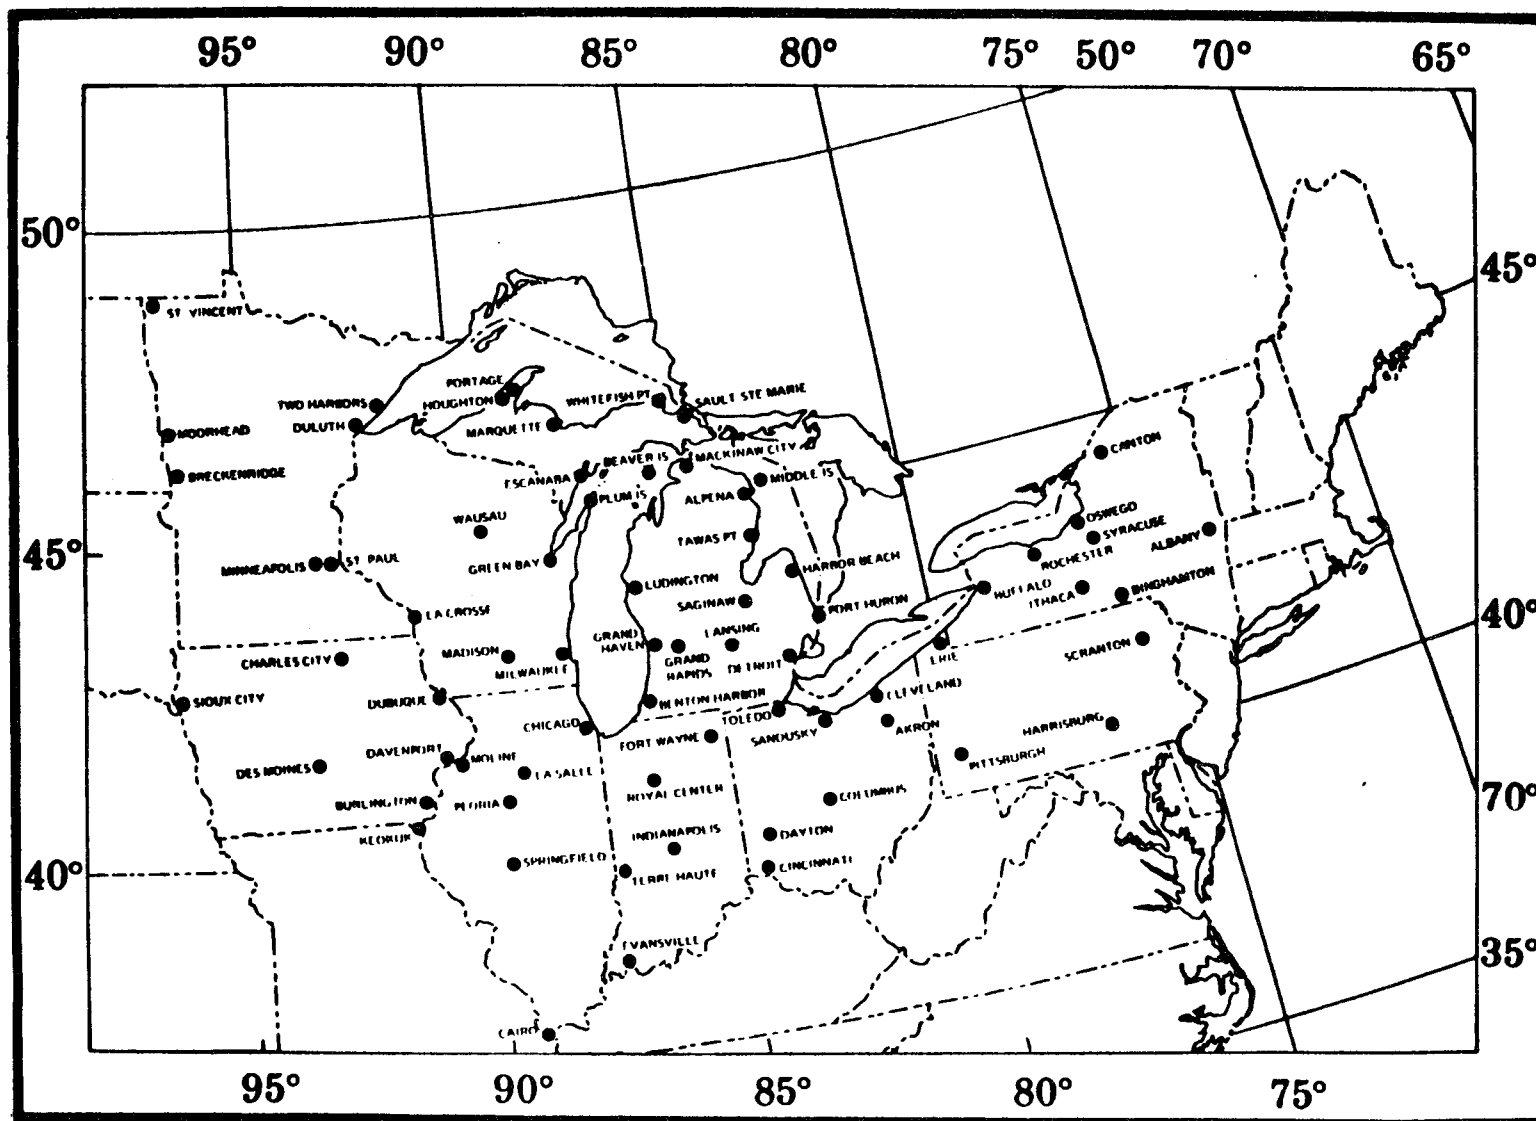 95° 90° 85° 80° 75° 50° 70° 65°
50°
45°
ST VINCENT
PORTAGE
TWO HARBORS
HOUGHTON
WHITEFISH PT
SAULT STE MARIE
MOORHEAD
DULUTH
MARQUETTE
CANTON
BRECKENRIDGE
ESCANABA
BEAVER IS
MACKINAW CITY
PLUM IS
ALPENA
MIDDLE IS
WAUSAU
OSWEGO
SYRACUSE
45°
MINNEAPOLIS
ST PAUL
GREEN BAY
TAWAS PT
HARBOR BEACH
ROCHESTER
ALBANY
LUDINGTON
BUFFALO
ITHACA
BINGHAMTON
LA CROSSE
SAGINAW
PORT HURON
40°
CHARLES CITY
MADISON
MILWAUKEE
GRAND
HAVEN
GRAND
RAPIDS
LANSING
DETROIT
ERIE
SCRANTON
SIOUX CITY
DUBUQUE
BENTON HARBOR
CLEVELAND
CHICAGO
FORT WAYNE
TOLEDO
SANDUSKY
AKRON
HARRISBURG
DES MOINES
DAVENPORT
MOLINE
LA SALLE
PITTSBURGH
BURLINGTON
PEORIA
ROYAL CENTER
COLUMBUS
70°
KEOKUK
INDIANAPOLIS
DAYTON
40°
SPRINGFIELD
TERRE HAUTE
CINCINNATI
EVANSVILLE
35°
CAIRO
95° 90° 85° 80° 75°